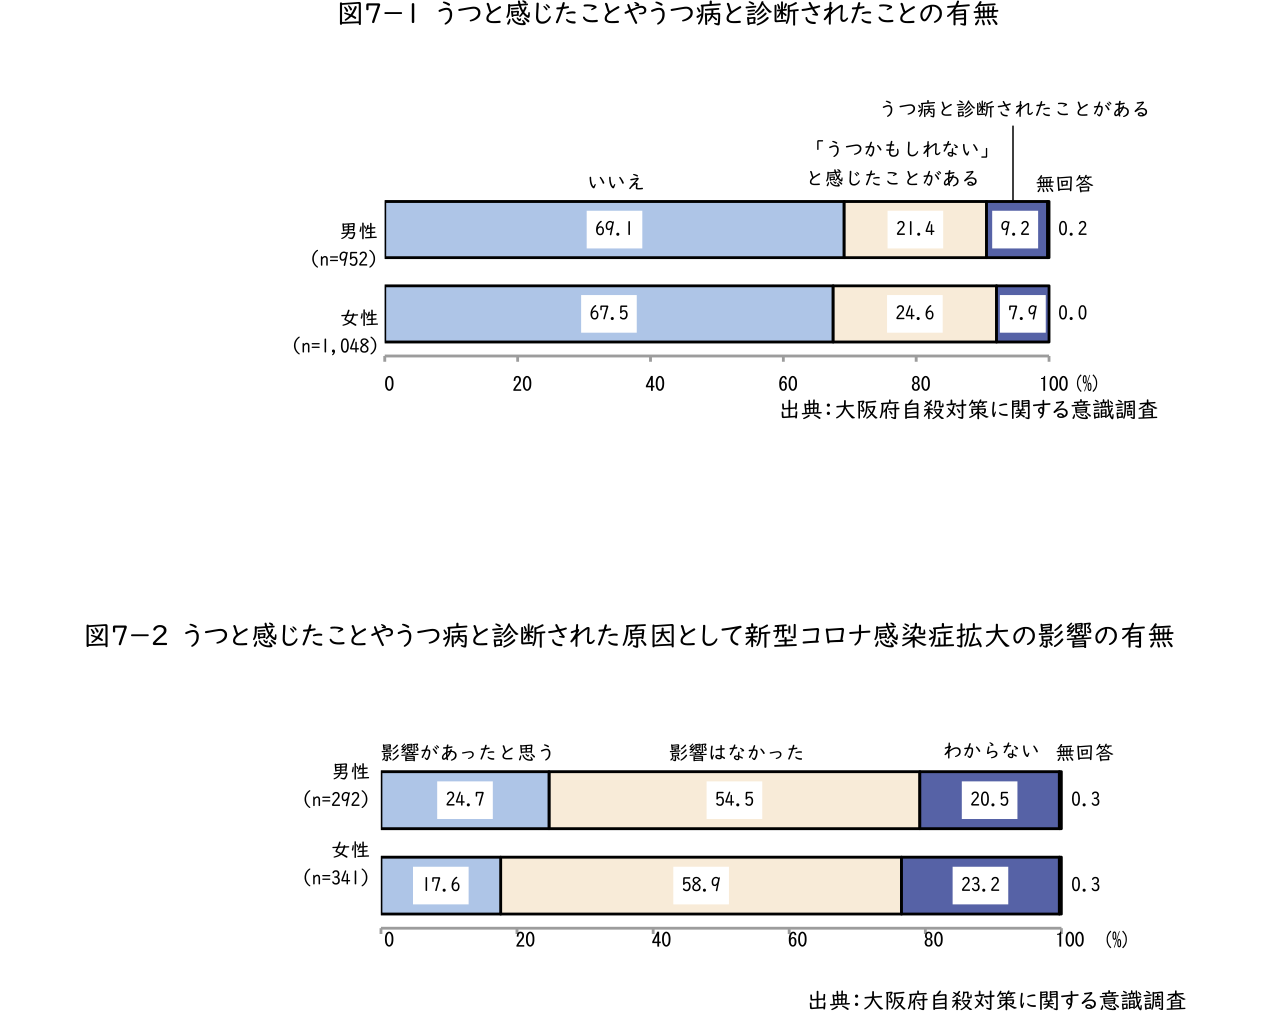 図7－1 うつと感じたことやうつ病と診断されたことの有無
うつ病と診断されたことがある
「うつかもしれない」
と感じたことがある
いいえ
無回答
男性
(n=952)
69.1
21.4
9.2
0.2
女性
(n=1,048)
67.5
24.6
7.9
0.0
0 20 40 60 80 100 (%)
出典：大阪府自殺対策に関する意識調査
図7－2 うつと感じたことやうつ病と診断された原因として新型コロナ感染症拡大の影響の有無
影響があったと思う
影響はなかった
わからない
無回答
男性
(n=292)
24.7
54.5
20.5
0.3
女性
(n=341)
17.6
58.9
23.2
0.3
0 20 40 60 80 100 (%)
出典：大阪府自殺対策に関する意識調査